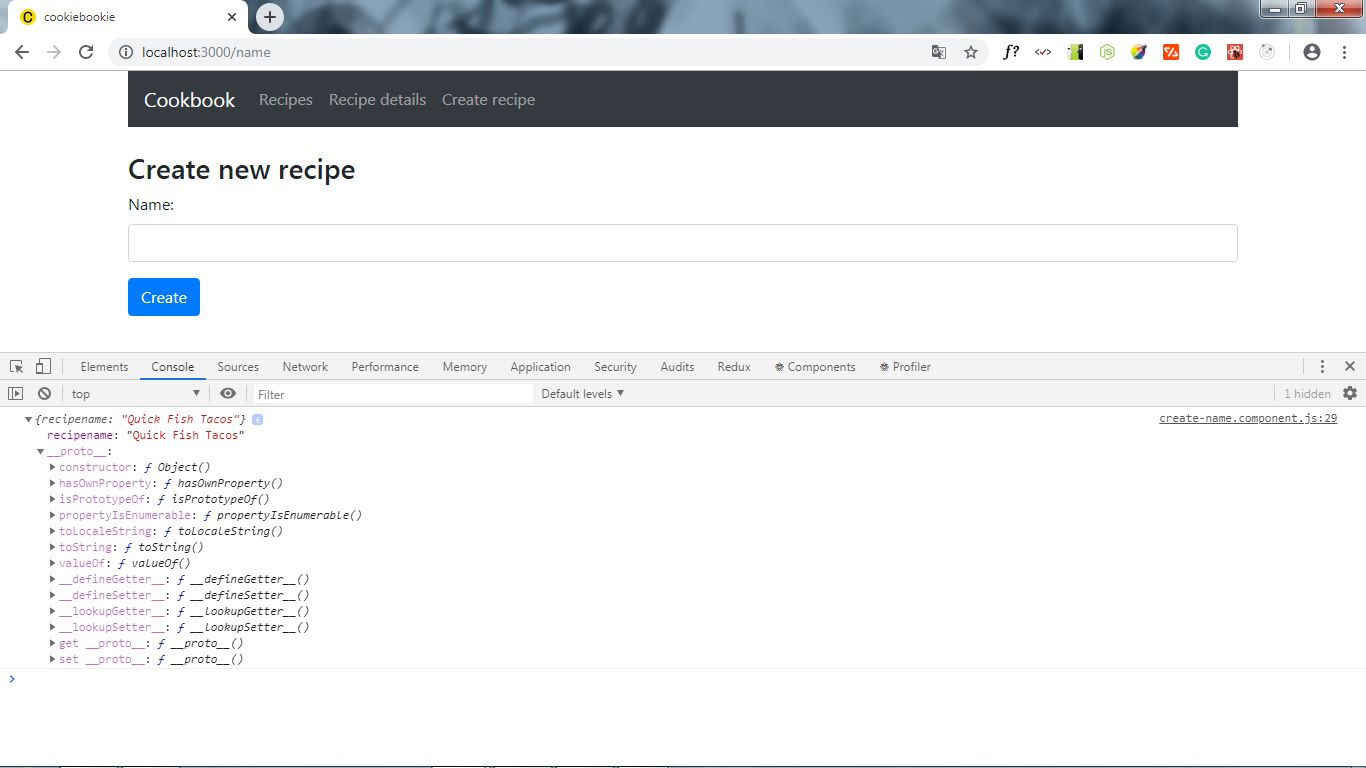 cookiebookie
localhost:3000/name
Cookbook Recipes Recipe details Create recipe
Create new recipe
Name:
Create
Elements Console Sources Network Performance Memory Application Security Audits Redux Components Profiler
top Filter Default levels ▼ 1 hidden
{recipename: "Quick Fish Tacos"} create-name.component.js:29
recipename: "Quick Fish Tacos"
__proto__:
constructor: ƒ Object()
hasOwnProperty: ƒ hasOwnProperty()
isPrototypeOf: ƒ isPrototypeOf()
propertyIsEnumerable: ƒ propertyIsEnumerable()
toLocaleString: ƒ toLocaleString()
toString: ƒ toString()
valueOf: ƒ valueOf()
__defineGetter__: ƒ __defineGetter__()
__defineSetter__: ƒ __defineSetter__()
__lookupGetter__: ƒ __lookupGetter__()
__lookupSetter__: ƒ __lookupSetter__()
get __proto__: ƒ __proto__()
set __proto__: ƒ __proto__()